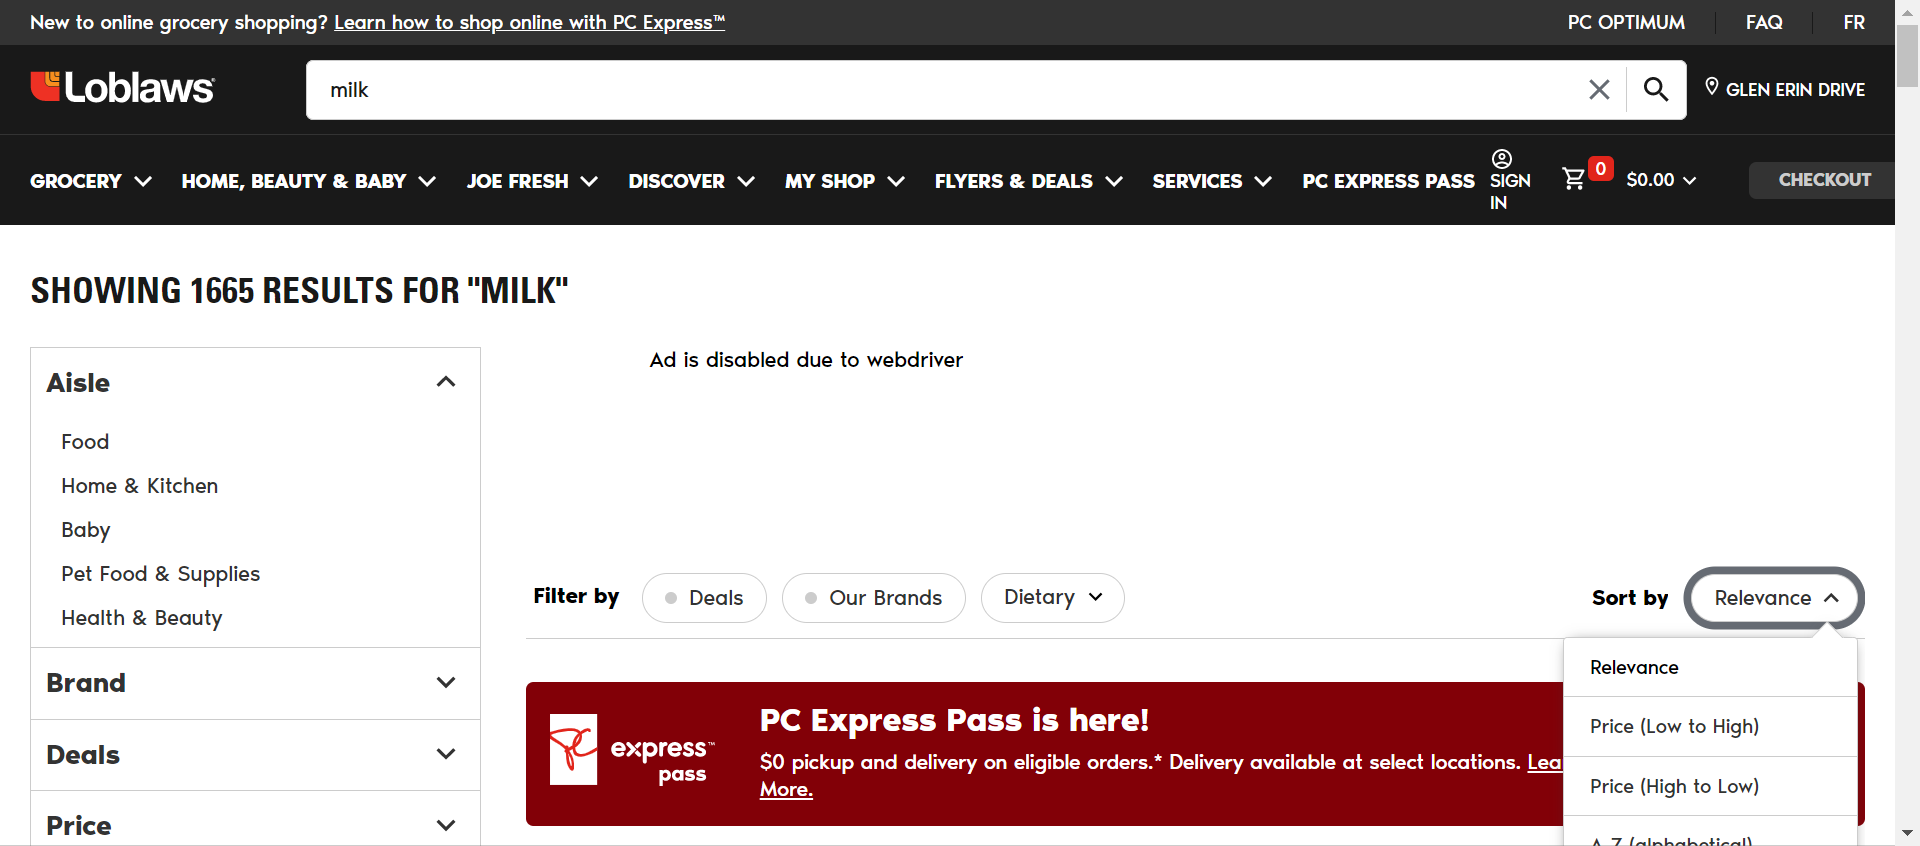 New to online grocery shopping? Learn how to shop online with PC Express™
PC OPTIMUM
FAQ
FR
Loblaws®
milk
GLEN ERIN DRIVE
GROCERY
HOME, BEAUTY & BABY
JOE FRESH
DISCOVER
MY SHOP
FLYERS & DEALS
SERVICES
PC EXPRESS PASS
SIGN
IN
0
$0.00
CHECKOUT
SHOWING 1665 RESULTS FOR "MILK"
Aisle
Food
Home & Kitchen
Baby
Pet Food & Supplies
Health & Beauty
Brand
Deals
Price
Ad is disabled due to webdriver
Filter by
Deals
Our Brands
Dietary
Sort by
Relevance
Relevance
Price (Low to High)
Price (High to Low)
A-Z (alphabetical)
PC express™
pass
PC Express Pass is here!
$0 pickup and delivery on eligible orders.* Delivery available at select locations. Lea
More.